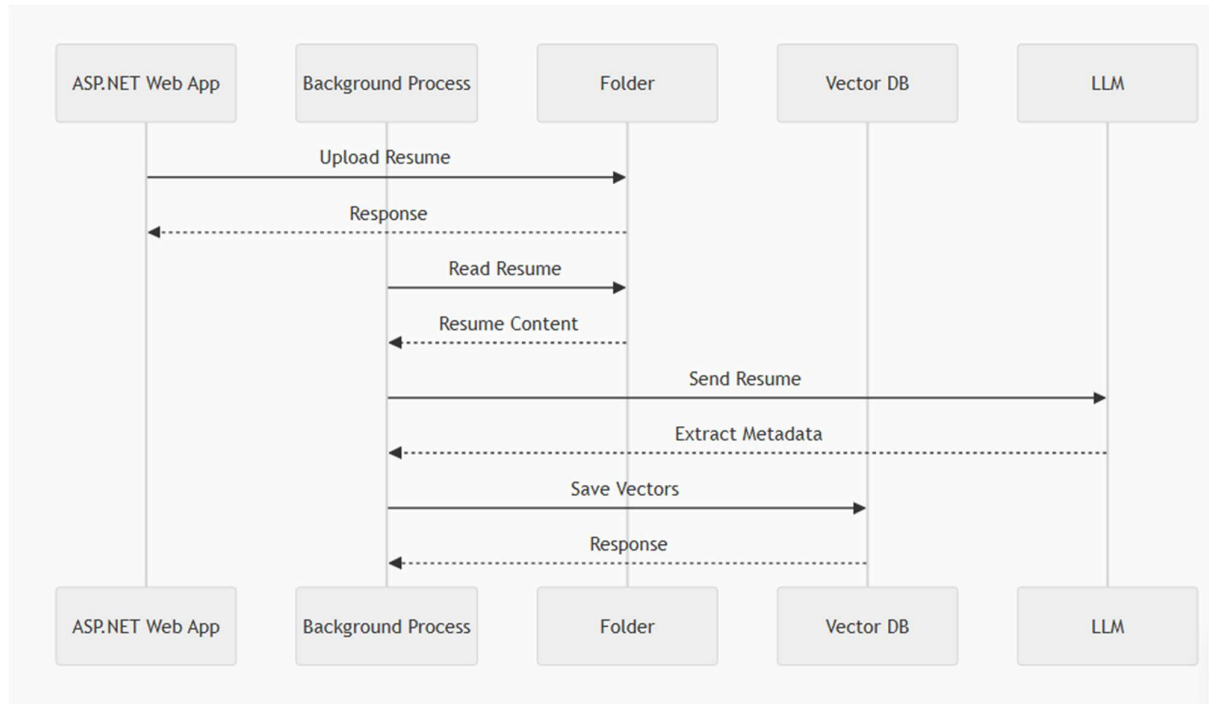 ASP.NET Web App
Background Process
Folder
Vector DB
LLM
Upload Resume
Response
Read Resume
Resume Content
Send Resume
Extract Metadata
Save Vectors
Response
ASP.NET Web App
Background Process
Folder
Vector DB
LLM